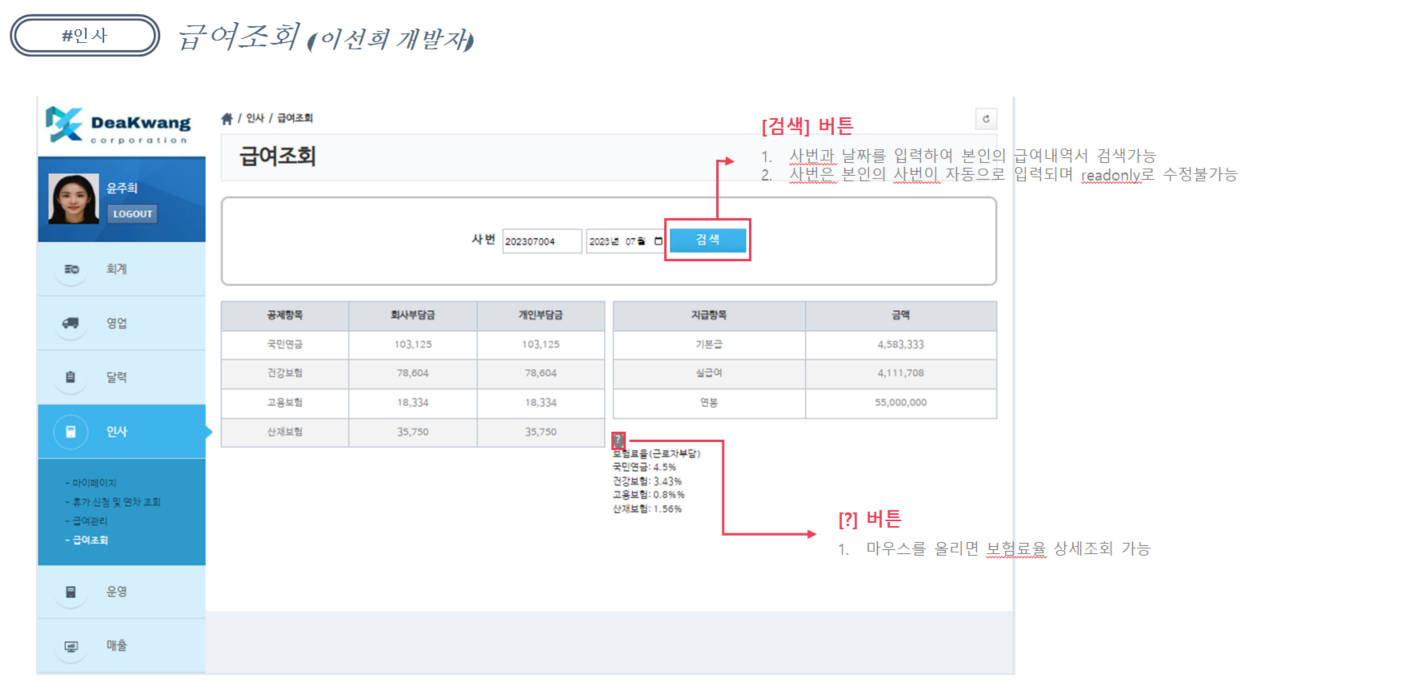 #인사
급여조회 (이선희 개발자)
DeaKwang
corporation
/ 인사 / 급여조회
급여조회
윤주희
LOGOUT
회계
영업
달력
인사
- 마이페이지
- 휴가 신청 및 연차 조회
- 급여관리
- 급여조회
운영
매출
[검색] 버튼
1. 사번과 날짜를 입력하여 본인의 급여내역서 검색가능
2. 사번은 본인의 사번이 자동으로 입력되며 readonly로 수정불가능
사번 202307004 2023년 07월 검색
공제항목 회사부담금 개인부담금
국민연금 103,125 103,125
건강보험 78,604 78,604
고용보험 18,334 18,334
산재보험 35,750 35,750
지급항목 금액
기본급 4,583,333
실급여 4,111,708
연봉 55,000,000
?
보험료율(근로자부담)
국민연금: 4.5%
건강보험: 3.43%
고용보험: 0.8%%
산재보험: 1.56%
[?] 버튼
1. 마우스를 올리면 보험료율 상세조회 가능